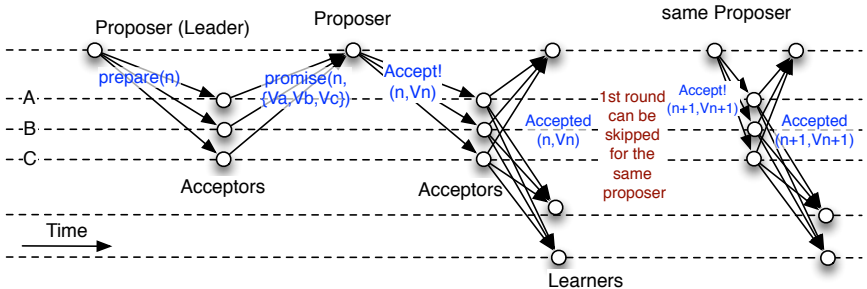 Proposer (Leader)
Proposer
same Proposer
prepare(n)
promise(n,
{Va,Vb,Vc})
Accept!
(n,Vn)
Accepted
(n,Vn)
1st round
can be
skipped
for the
same
proposer
Accept!
(n+1,Vn+1)
Accepted
(n+1,Vn+1)
A
B
C
Acceptors
Acceptors
Time
Learners